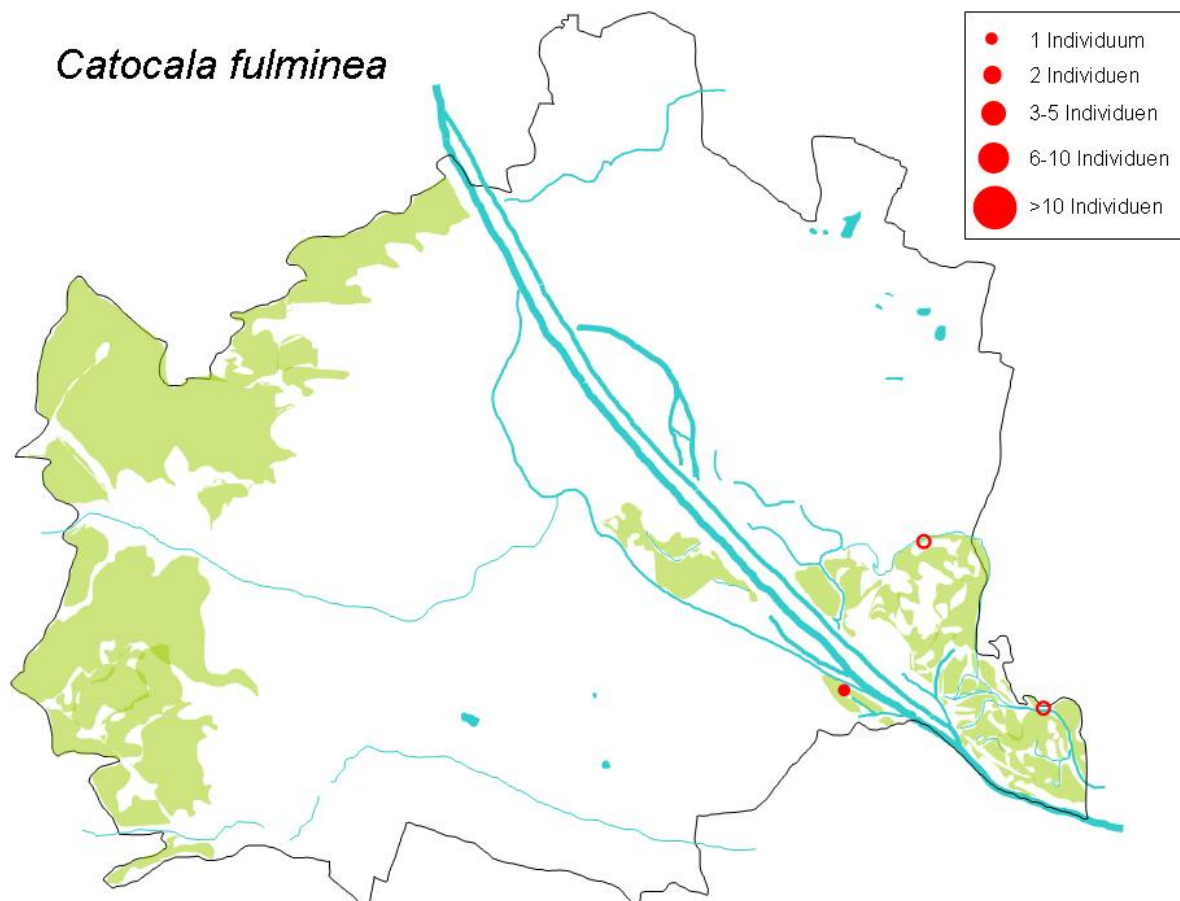 Catocala fulminea
1 Individuum
2 Individuen
3-5 Individuen
6-10 Individuen
>10 Individuen